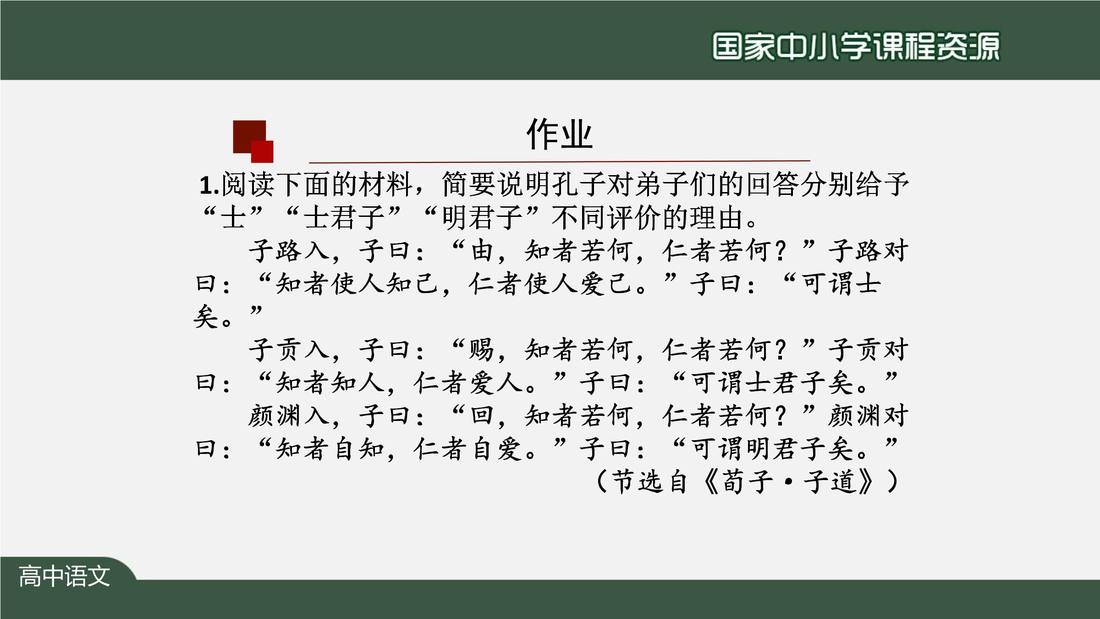 国家中小学课程资源
作业
1.阅读下面的材料，简要说明孔子对弟子们的回答分别给予
“士”“士君子”“明君子”不同评价的理由。
子路入，子曰：“由，知者若何，仁者若何？”子路对
曰：“知者使人知己，仁者使人爱己。”子曰：“可谓士
矣。”
子贡入，子曰：“赐，知者若何，仁者若何？”子贡对
曰：“知者知人，仁者爱人。”子曰：“可谓士君子矣。”
颜渊入，子曰：“回，知者若何，仁者若何？”颜渊对
曰：“知者自知，仁者自爱。”子曰：“可谓明君子矣。”
（节选自《荀子·子道》）
高中语文